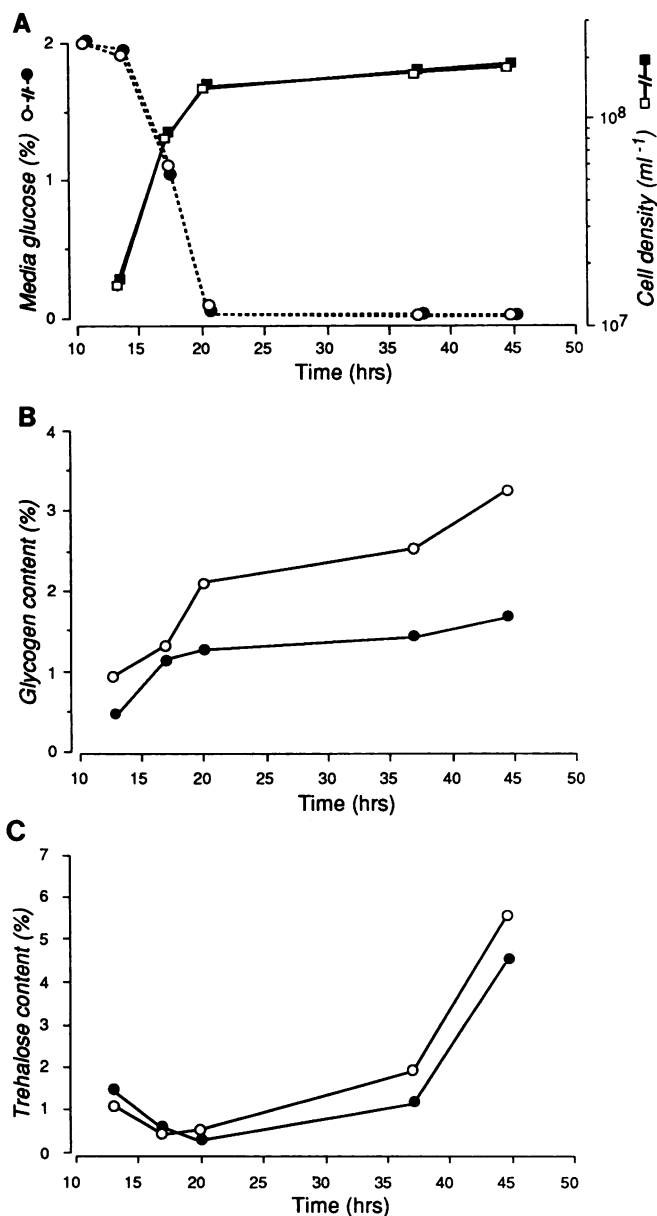 A
Media glucose (%)
2
1
0
10 15 20 25 30 35 40 45 50
Time (hrs)
10⁸
10⁷
Cell density (ml⁻¹)
B
Glycogen content (%)
4
3
2
1
0
10 15 20 25 30 35 40 45 50
Time (hrs)
C
Trehalose content (%)
7
6
5
4
3
2
1
0
10 15 20 25 30 35 40 45 50
Time (hrs)